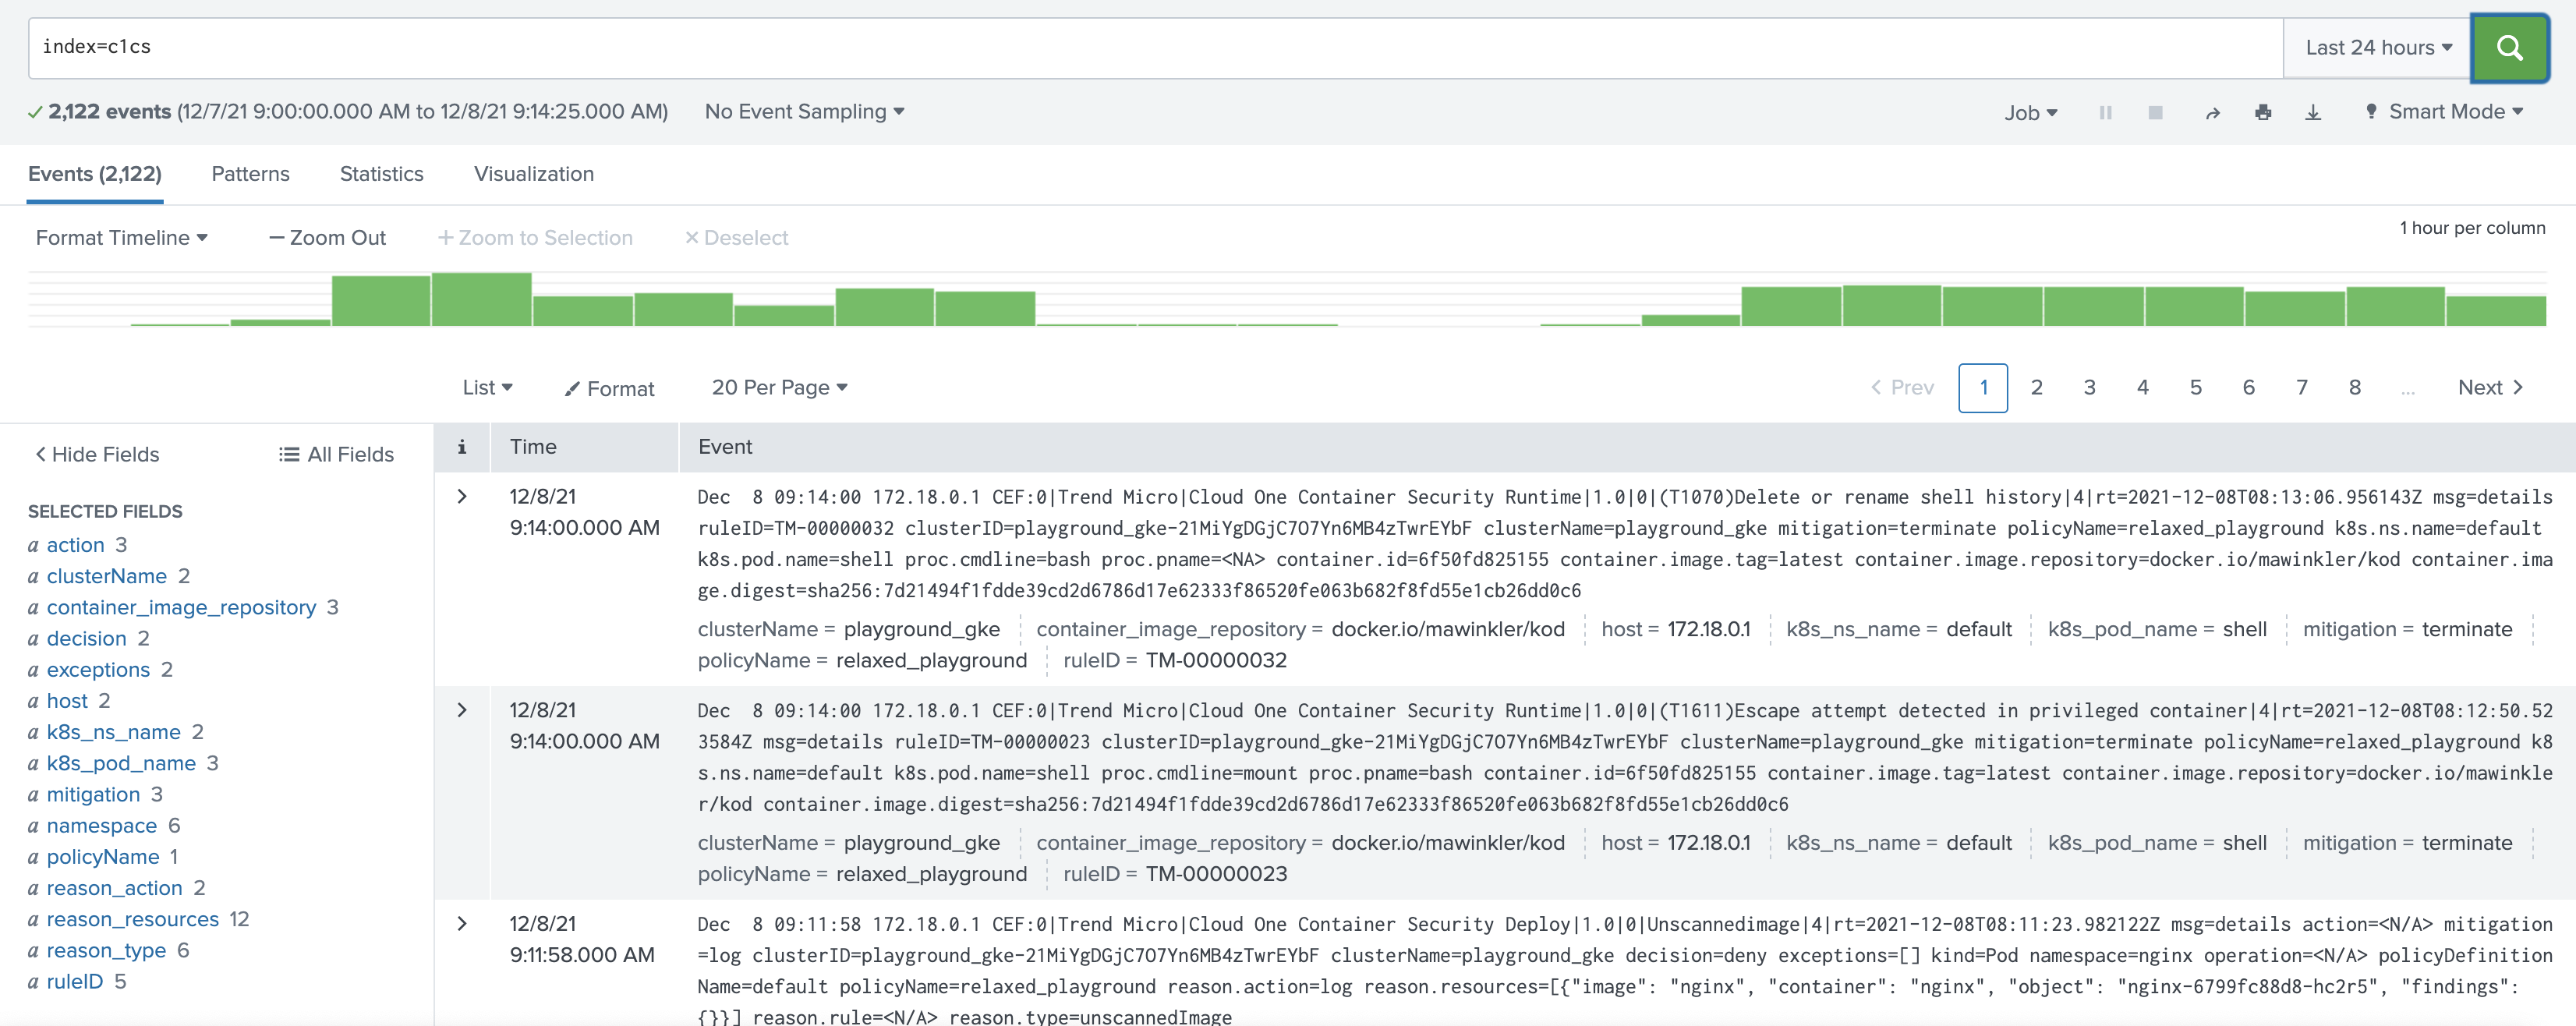 index=c1cs
Last 24 hours
2,122 events (12/7/21 9:00:00.000 AM to 12/8/21 9:14:25.000 AM) No Event Sampling
Job Smart Mode
Events (2,122) Patterns Statistics Visualization
Format Timeline — Zoom Out + Zoom to Selection × Deselect
1 hour per column
List Format 20 Per Page
< Prev 1 2 3 4 5 6 7 8 ... Next >
< Hide Fields All Fields
i Time Event
SELECTED FIELDS
a action 3
a clusterName 2
a container_image_repository 3
a decision 2
a exceptions 2
a host 2
a k8s_ns_name 2
a k8s_pod_name 3
a mitigation 3
a namespace 6
a policyName 1
a reason_action 2
a reason_resources 12
a reason_type 6
a ruleID 5
12/8/21
9:14:00.000 AM
Dec  8 09:14:00 172.18.0.1 CEF:0|Trend Micro|Cloud One Container Security Runtime|1.0|0|(T1070)Delete or rename shell history|4|rt=2021-12-08T08:13:06.956143Z msg=details
ruleID=TM-00000032 clusterID=playground_gke-21MiYgDGjC7O7Yn6MB4zTwrEYbF clusterName=playground_gke mitigation=terminate policyName=relaxed_playground k8s.ns.name=default
k8s.pod.name=shell proc.cmdline=bash proc.pname=<NA> container.id=6f50fd825155 container.image.tag=latest container.image.repository=docker.io/mawinkler/kod container.ima
ge.digest=sha256:7d21494f1fdde39cd2d6786d17e62333f86520fe063b682f8fd55e1cb26dd0c6
clusterName = playground_gke container_image_repository = docker.io/mawinkler/kod host = 172.18.0.1 k8s_ns_name = default k8s_pod_name = shell mitigation = terminate
policyName = relaxed_playground ruleID = TM-00000032
12/8/21
9:14:00.000 AM
Dec  8 09:14:00 172.18.0.1 CEF:0|Trend Micro|Cloud One Container Security Runtime|1.0|0|(T1611)Escape attempt detected in privileged container|4|rt=2021-12-08T08:12:50.52
3584Z msg=details ruleID=TM-00000023 clusterID=playground_gke-21MiYgDGjC7O7Yn6MB4zTwrEYbF clusterName=playground_gke mitigation=terminate policyName=relaxed_playground k8
s.ns.name=default k8s.pod.name=shell proc.cmdline=mount proc.pname=bash container.id=6f50fd825155 container.image.tag=latest container.image.repository=docker.io/mawinkle
r/kod container.image.digest=sha256:7d21494f1fdde39cd2d6786d17e62333f86520fe063b682f8fd55e1cb26dd0c6
clusterName = playground_gke container_image_repository = docker.io/mawinkler/kod host = 172.18.0.1 k8s_ns_name = default k8s_pod_name = shell mitigation = terminate
policyName = relaxed_playground ruleID = TM-00000023
12/8/21
9:11:58.000 AM
Dec  8 09:11:58 172.18.0.1 CEF:0|Trend Micro|Cloud One Container Security Deploy|1.0|0|Unscannedimage|4|rt=2021-12-08T08:11:23.982122Z msg=details action=<N/A> mitigation
=log clusterID=playground_gke-21MiYgDGjC7O7Yn6MB4zTwrEYbF clusterName=playground_gke decision=deny exceptions=[] kind=Pod namespace=nginx operation=<N/A> policyDefinition
Name=default policyName=relaxed_playground reason.action=log reason.resources=[{"image": "nginx", "container": "nginx", "object": "nginx-6799fc88d8-hc2r5", "findings":
{}}] reason.rule=<N/A> reason.type=unscannedImage